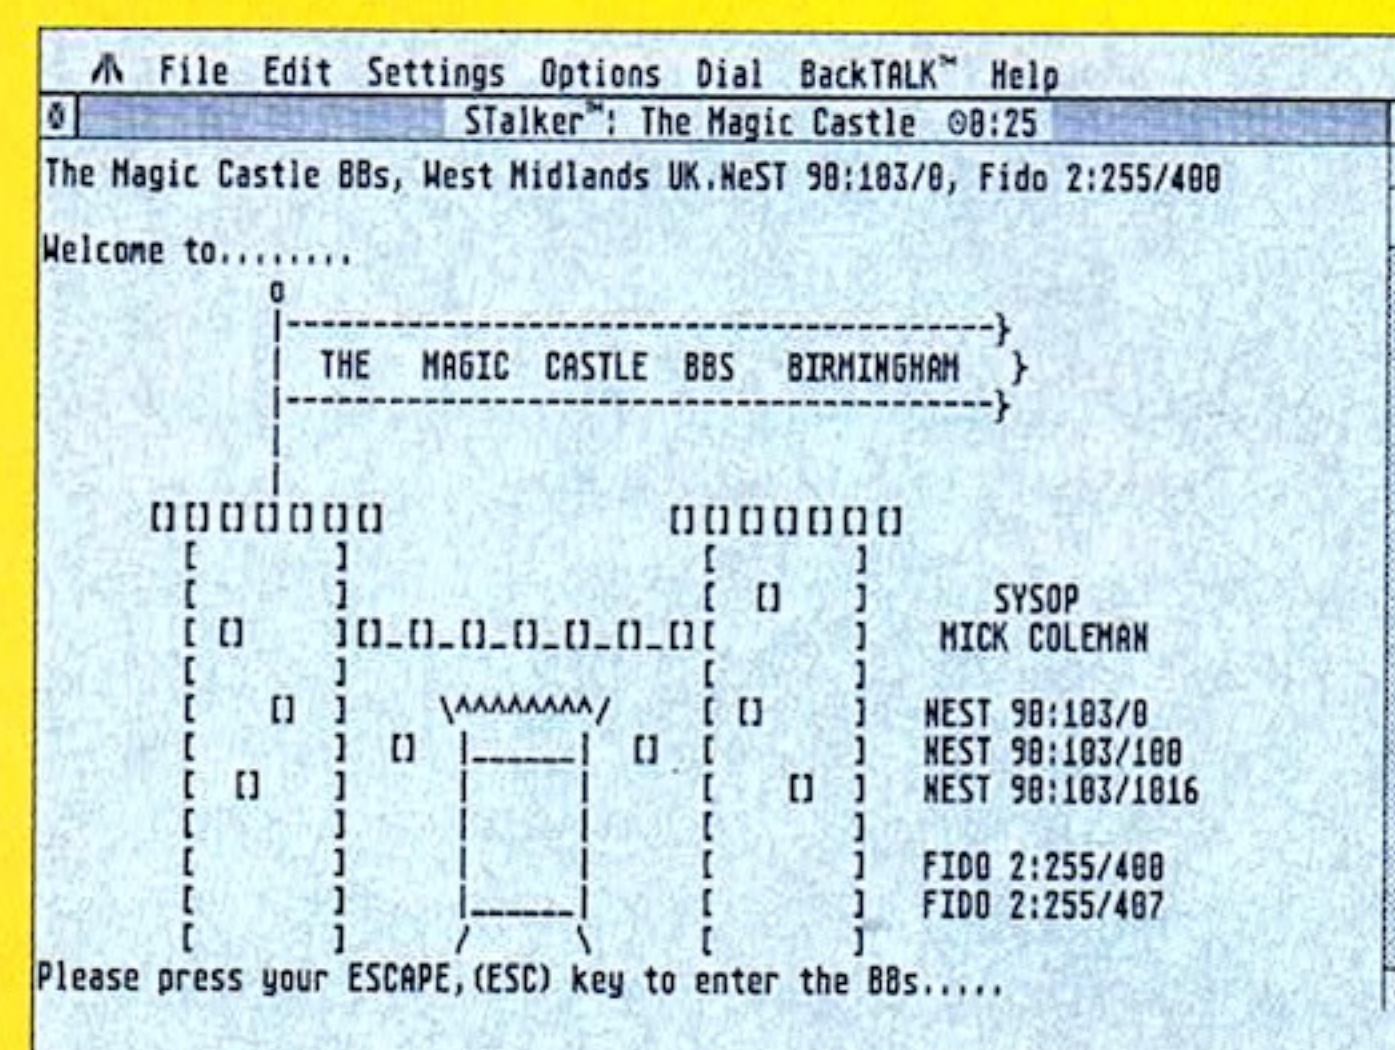 File Edit Settings Options Dial BackTALK™ Help
STalker™: The Magic Castle 08:25
The Magic Castle BBs, West Midlands UK.NeST 90:103/0, Fido 2:255/400
Welcome to........
THE MAGIC CASTLE BBS BIRMINGHAM
SYSOP
MICK COLEMAN
NEST 90:103/0
NEST 90:103/100
NEST 90:103/1016
FIDO 2:255/400
FIDO 2:255/407
Please press your ESCAPE,(ESC) key to enter the BBs.....